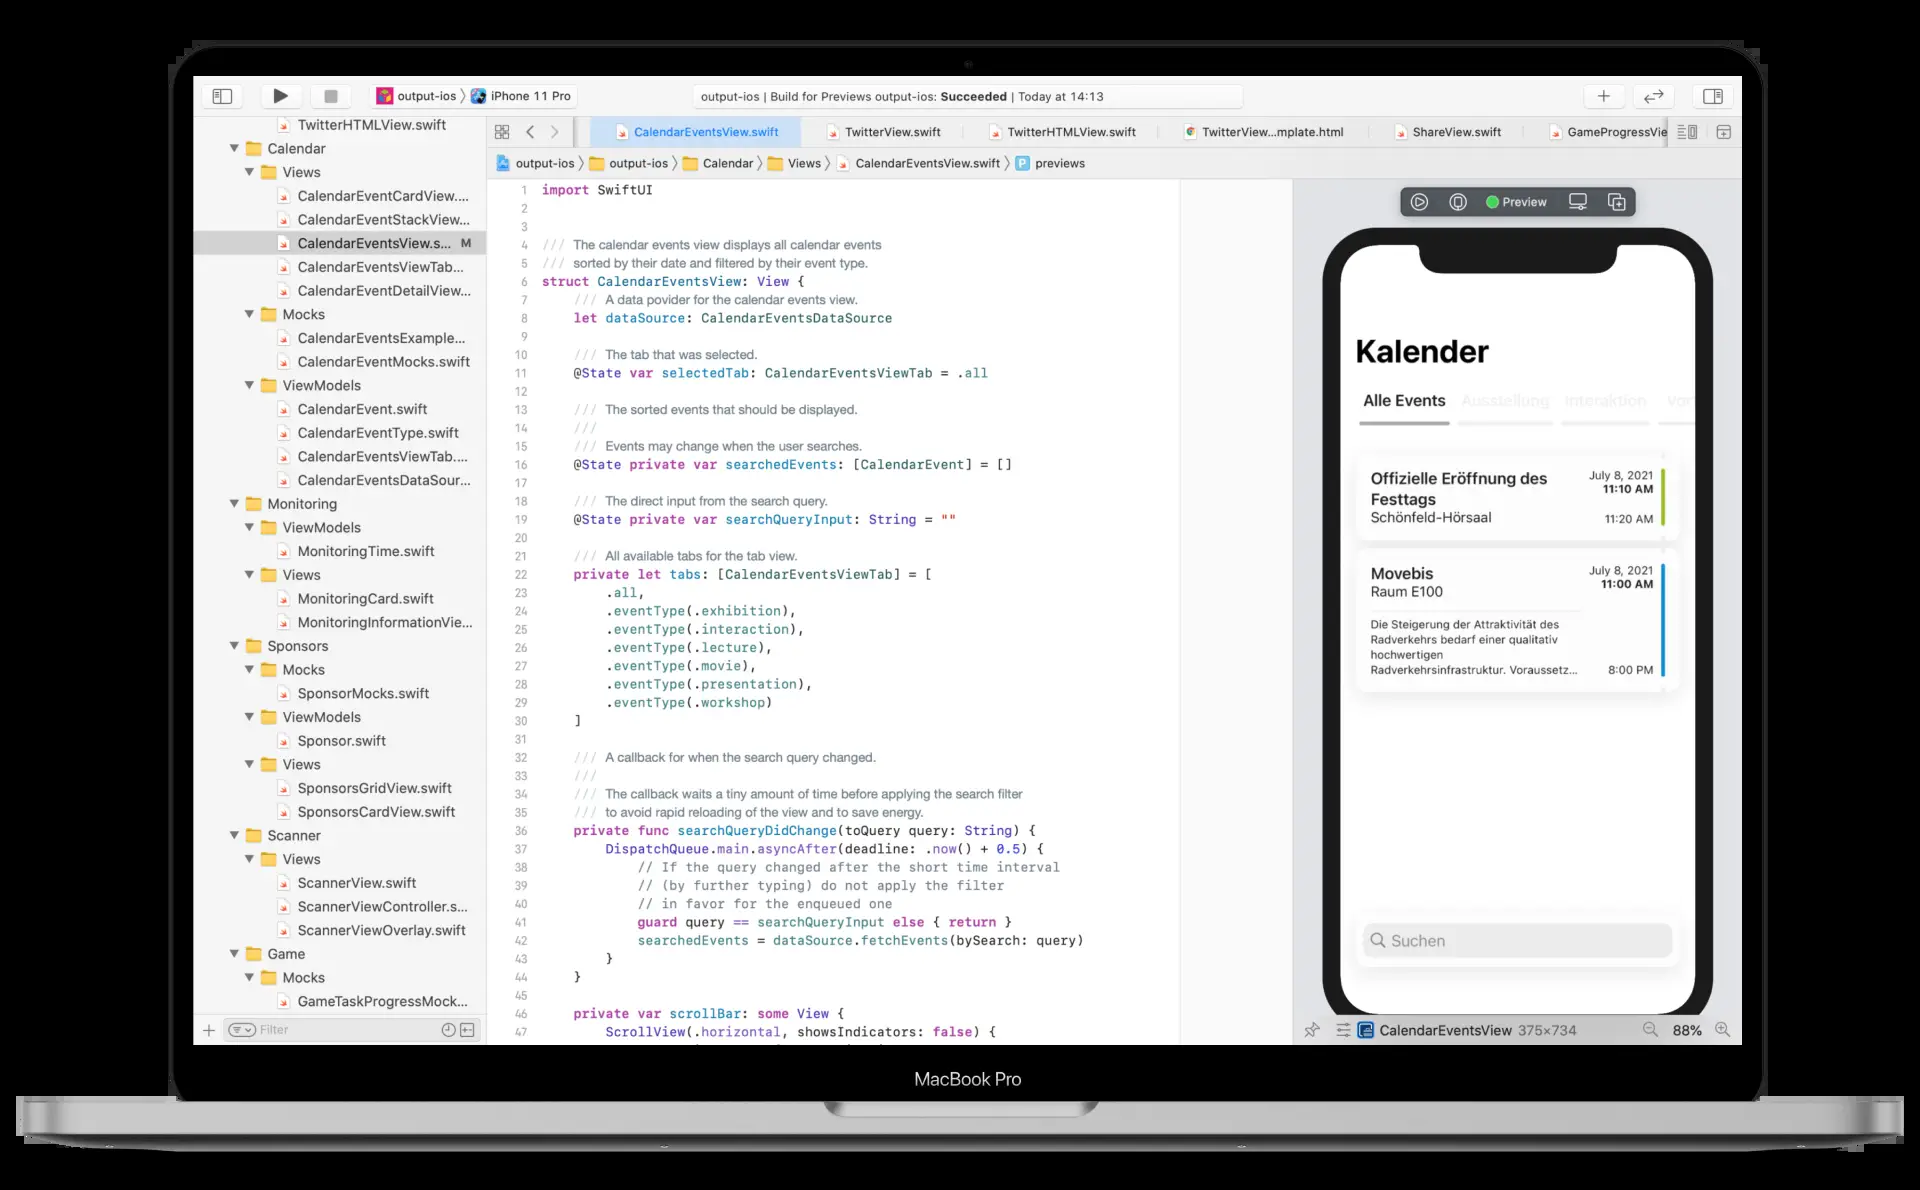 output-ios
iPhone 11 Pro
output-ios | Build for Previews output-ios: Succeeded | Today at 14:13
TwitterHTMLView.swift
Calendar
Views
CalendarEventCardView....
CalendarEventStackView...
CalendarEventsView.s... M
CalendarEventsViewTab...
CalendarEventDetailView...
Mocks
CalendarEventsExample...
CalendarEventMocks.swift
ViewModels
CalendarEvent.swift
CalendarEventType.swift
CalendarEventsViewTab....
CalendarEventsDataSour...
Monitoring
ViewModels
MonitoringTime.swift
Views
MonitoringCard.swift
MonitoringInformationVie...
Sponsors
Mocks
SponsorMocks.swift
ViewModels
Sponsor.swift
Views
SponsorsGridView.swift
SponsorsCardView.swift
Scanner
Views
ScannerView.swift
ScannerViewController.s...
ScannerViewOverlay.swift
Game
Mocks
GameTaskProgressMock...
Filter
CalendarEventsView.swift
TwitterView.swift
TwitterHTMLView.swift
TwitterView...mplate.html
ShareView.swift
GameProgressVie
output-ios
output-ios
Calendar
Views
CalendarEventsView.swift
P previews
1 import SwiftUI
2
3
4 /// The calendar events view displays all calendar events
5 /// sorted by their date and filtered by their event type.
6 struct CalendarEventsView: View {
7 /// A data povider for the calendar events view.
8 let dataSource: CalendarEventsDataSource
9
10 /// The tab that was selected.
11 @State var selectedTab: CalendarEventsViewTab = .all
12
13 /// The sorted events that should be displayed.
14 ///
15 /// Events may change when the user searches.
16 @State private var searchedEvents: [CalendarEvent] = []
17
18 /// The direct input from the search query.
19 @State private var searchQueryInput: String = ""
20
21 /// All available tabs for the tab view.
22 private let tabs: [CalendarEventsViewTab] = [
23 .all,
24 .eventType(.exhibition),
25 .eventType(.interaction),
26 .eventType(.lecture),
27 .eventType(.movie),
28 .eventType(.presentation),
29 .eventType(.workshop)
30 ]
31
32 /// A callback for when the search query changed.
33 ///
34 /// The callback waits a tiny amount of time before applying the search filter
35 /// to avoid rapid reloading of the view and to save energy.
36 private func searchQueryDidChange(toQuery query: String) {
37 DispatchQueue.main.asyncAfter(deadline: .now() + 0.5) {
38 // If the query changed after the short time interval
39 // (by further typing) do not apply the filter
40 // in favor for the enqueued one
41 guard query == searchQueryInput else { return }
42 searchedEvents = dataSource.fetchEvents(bySearch: query)
43 }
44 }
45
46 private var scrollBar: some View {
47 ScrollView(.horizontal, showsIndicators: false) {
Preview
Kalender
Alle Events
Ausstellung
Interaktion
Vor
Offizielle Eröffnung des
Festtags
Schönfeld-Hörsaal
July 8, 2021
11:10 AM
11:20 AM
Movebis
Raum E100
July 8, 2021
11:00 AM
Die Steigerung der Attraktivität des
Radverkehrs bedarf einer qualitativ
hochwertigen
Radverkehrsinfrastruktur. Voraussetz...
8:00 PM
Suchen
CalendarEventsView 375×734
88%
MacBook Pro